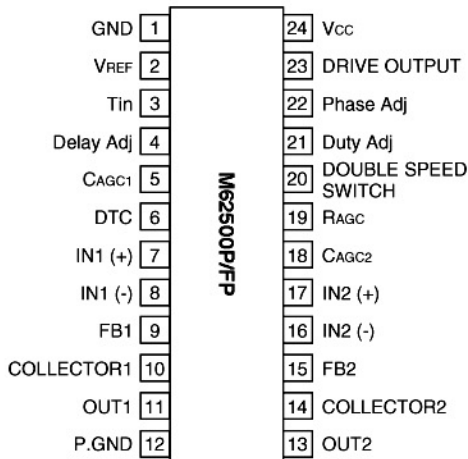 GND 1
VREF 2
Tin 3
Delay Adj 4
CAGC1 5
DTC 6
IN1 (+) 7
IN1 (-) 8
FB1 9
COLLECTOR1 10
OUT1 11
P.GND 12
M62500P/FP
24 Vcc
23 DRIVE OUTPUT
22 Phase Adj
21 Duty Adj
20 DOUBLE SPEED
SWITCH
19 RAGC
18 CAGC2
17 IN2 (+)
16 IN2 (-)
15 FB2
14 COLLECTOR2
13 OUT2